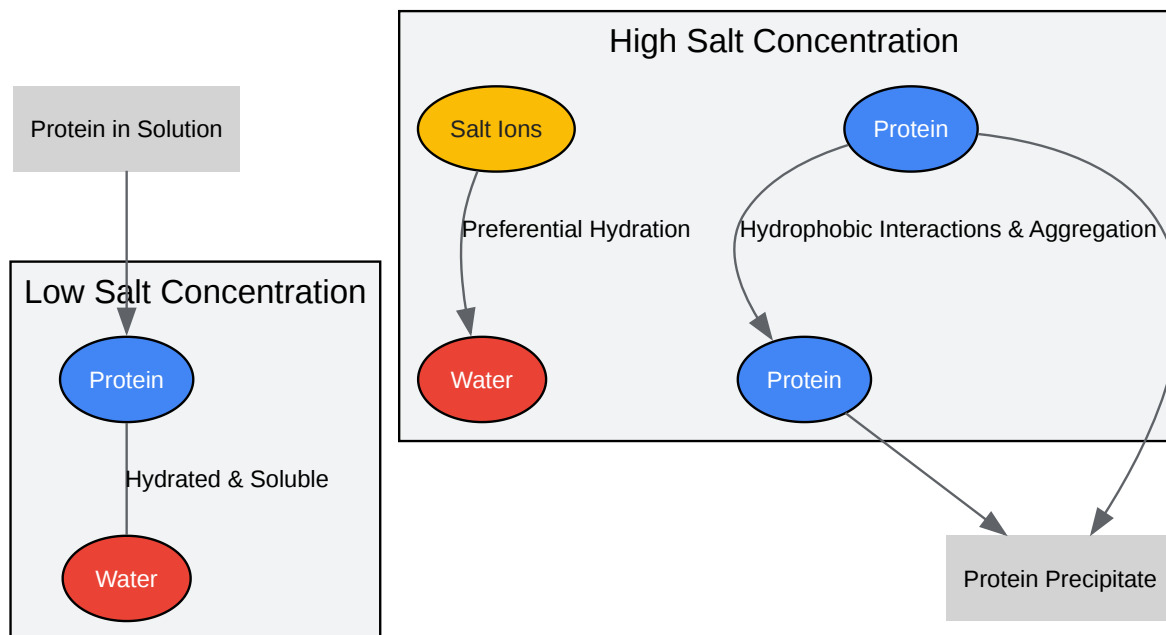 High Salt Concentration
Protein in Solution
Salt Ions
Protein
Preferential Hydration
Hydrophobic Interactions & Aggregation
Low Salt Concentration
Protein
Water
Protein
Hydrated & Soluble
Water
Protein Precipitate